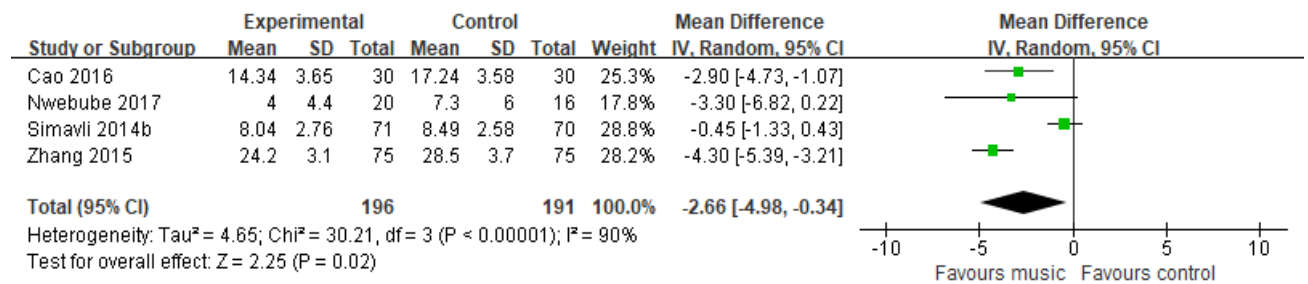 Experimental Control Mean Difference Mean Difference
Study or Subgroup Mean SD Total Mean SD Total Weight IV, Random, 95% CI IV, Random, 95% CI
Cao 2016 14.34 3.65 30 17.24 3.58 30 25.3% -2.90 [-4.73, -1.07]
Nwebube 2017 4 4.4 20 7.3 6 16 17.8% -3.30 [-6.82, 0.22]
Simavli 2014b 8.04 2.76 71 8.49 2.58 70 28.8% -0.45 [-1.33, 0.43]
Zhang 2015 24.2 3.1 75 28.5 3.7 75 28.2% -4.30 [-5.39, -3.21]
Total (95% CI) 196 191 100.0% -2.66 [-4.98, -0.34]
Heterogeneity: Tau² = 4.65; Chi² = 30.21, df = 3 (P < 0.00001); I² = 90%
Test for overall effect: Z = 2.25 (P = 0.02)
-10 -5 0 5 10
Favours music Favours control